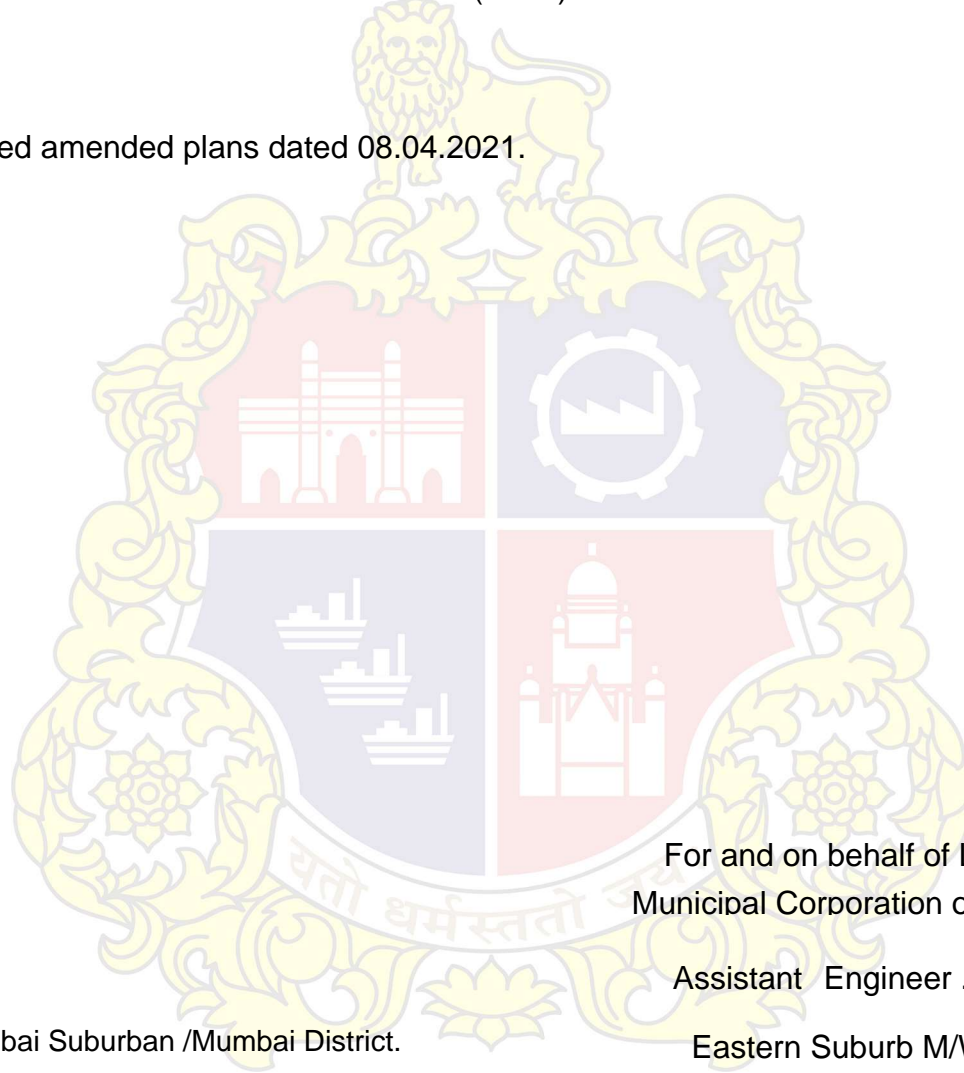 ed amended plans dated 08.04.2021.
यतो धर्मस्ततो जय
For and on behalf of
Municipal Corporation
Assistant Engineer .
bai Suburban /Mumbai District.
Eastern Suburb